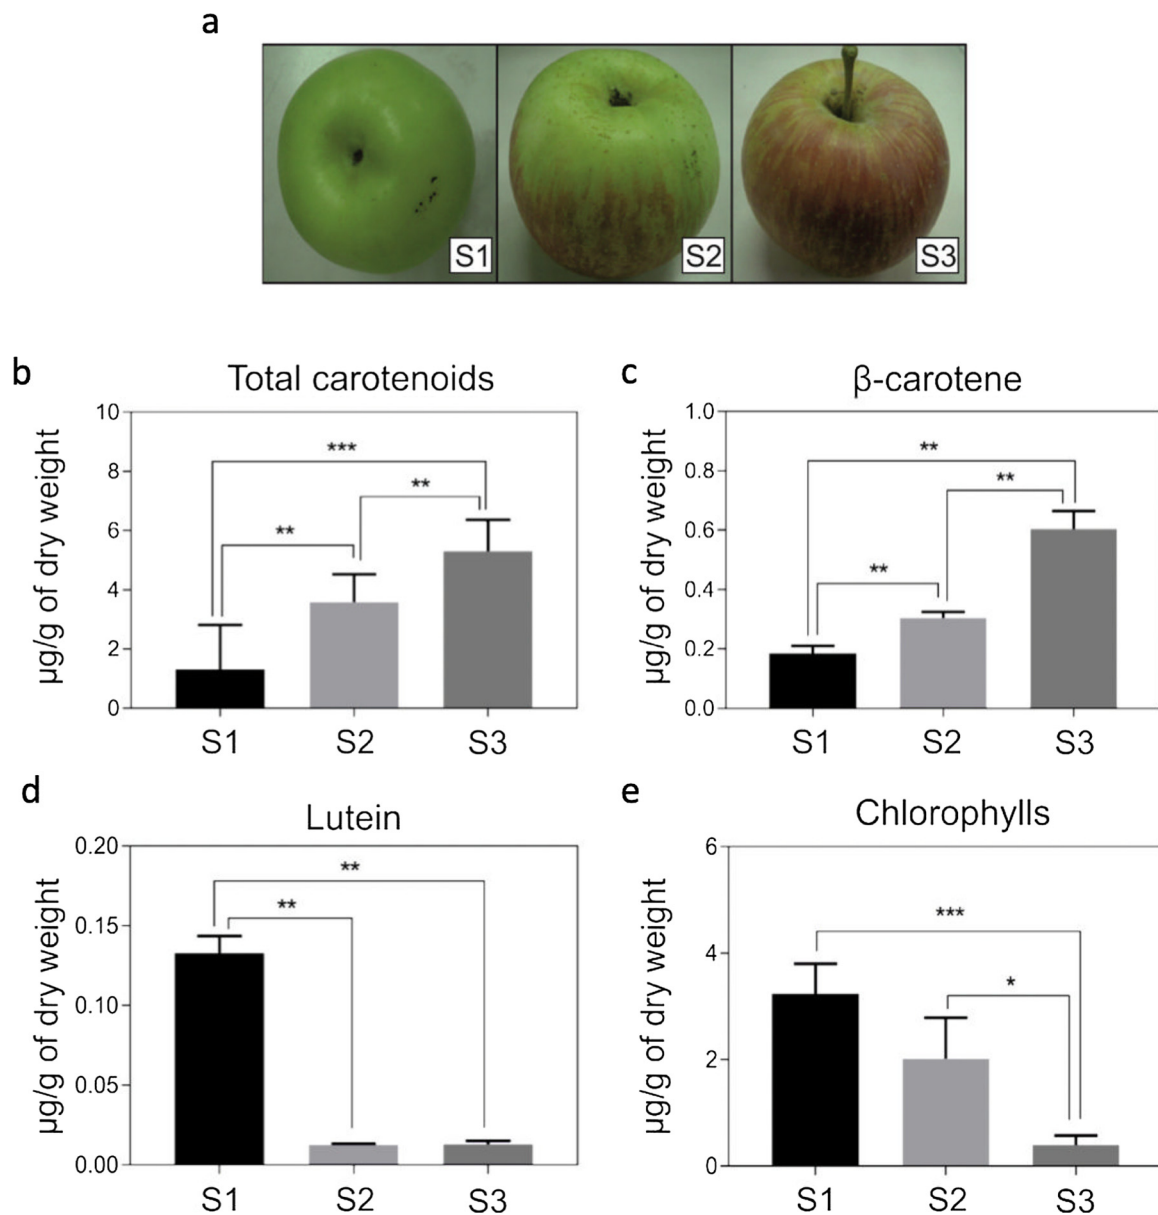 a
S1
S2
S3
b
Total carotenoids
µg/g of dry weight
10
8
6
4
2
0
***
**
**
S1
S2
S3
c
β-carotene
µg/g of dry weight
1.0
0.8
0.6
0.4
0.2
0.0
**
**
**
S1
S2
S3
d
Lutein
µg/g of dry weight
0.20
0.15
0.10
0.05
0.00
**
**
S1
S2
S3
e
Chlorophylls
µg/g of dry weight
6
4
2
0
***
*
S1
S2
S3